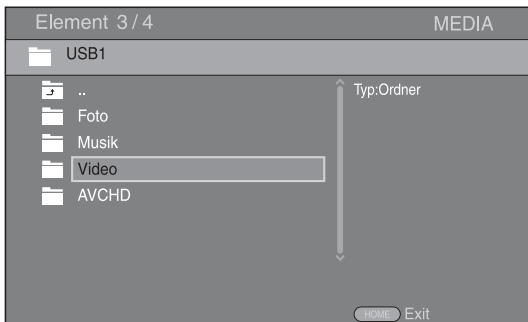 Element 3 / 4 MEDIA
USB1
.. Typ:Ordner
Foto
Musik
Video
AVCHD
HOME Exit